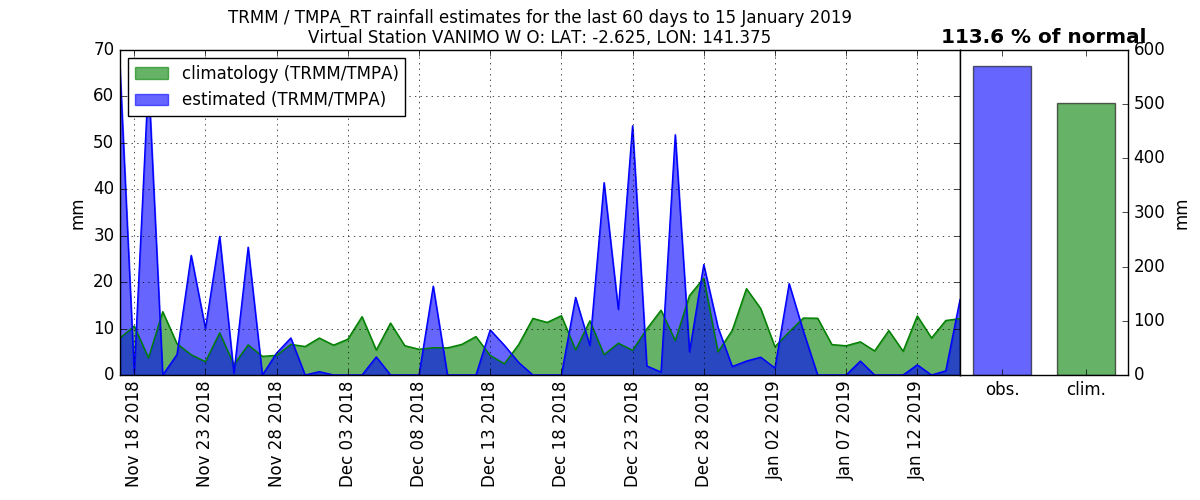 TRMM / TMPA_RT rainfall estimates for the last 60 days to 15 January 2019
Virtual Station VANIMO W O: LAT: -2.625, LON: 141.375
113.6 % of normal
climatology (TRMM/TMPA)
estimated (TRMM/TMPA)
70
60
50
40
30
20
10
0
mm
Nov 18 2018
Nov 23 2018
Nov 28 2018
Dec 03 2018
Dec 08 2018
Dec 13 2018
Dec 18 2018
Dec 23 2018
Dec 28 2018
Jan 02 2019
Jan 07 2019
Jan 12 2019
obs.
clim.
600
500
400
300
200
100
0
mm